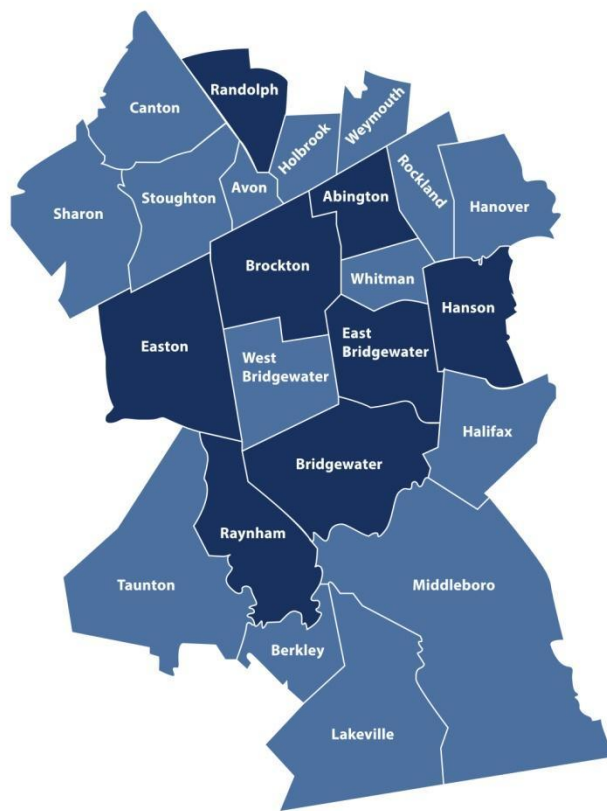 Randolph
Canton
Holbrook
Weymouth
Stoughton
Avon
Rockland
Abington
Hanover
Sharon
Brockton
Whitman
Hanson
Easton
West
Bridgewater
East
Bridgewater
Halifax
Bridgewater
Raynham
Taunton
Middleboro
Berkley
Lakeville